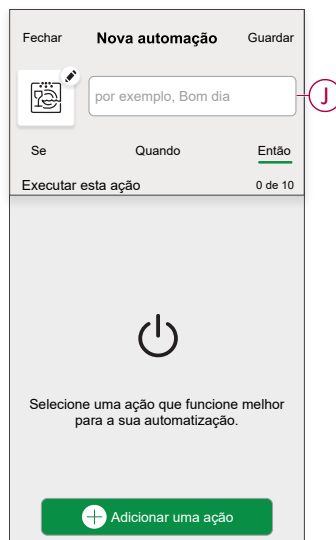 Fechar Nova automação Guardar
por exemplo, Bom dia
J
Se Quando Então
Executar esta ação 0 de 10
Selecione uma ação que funcione melhor
para a sua automatização.
Adicionar uma ação